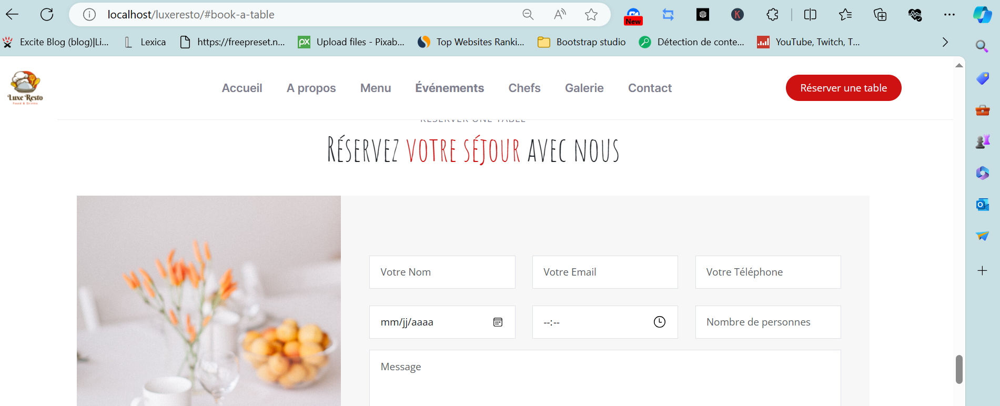 localhost/luxeresto/#book-a-table
New
K
Excite Blog (blog)|Li...
Lexica
https://freepreset.n...
px
Upload files - Pixab...
Top Websites Ranki...
Bootstrap studio
Détection de conte...
YouTube, Twitch, T...
Luxe Resto
Food & Drinks
Accueil
A propos
Menu
Événements
Chefs
Galerie
Contact
Réserver une table
RÉSERVER UNE TABLE
Réservez votre séjour avec nous
Votre Nom
Votre Email
Votre Téléphone
mm/jj/aaaa
--:--
Nombre de personnes
Message